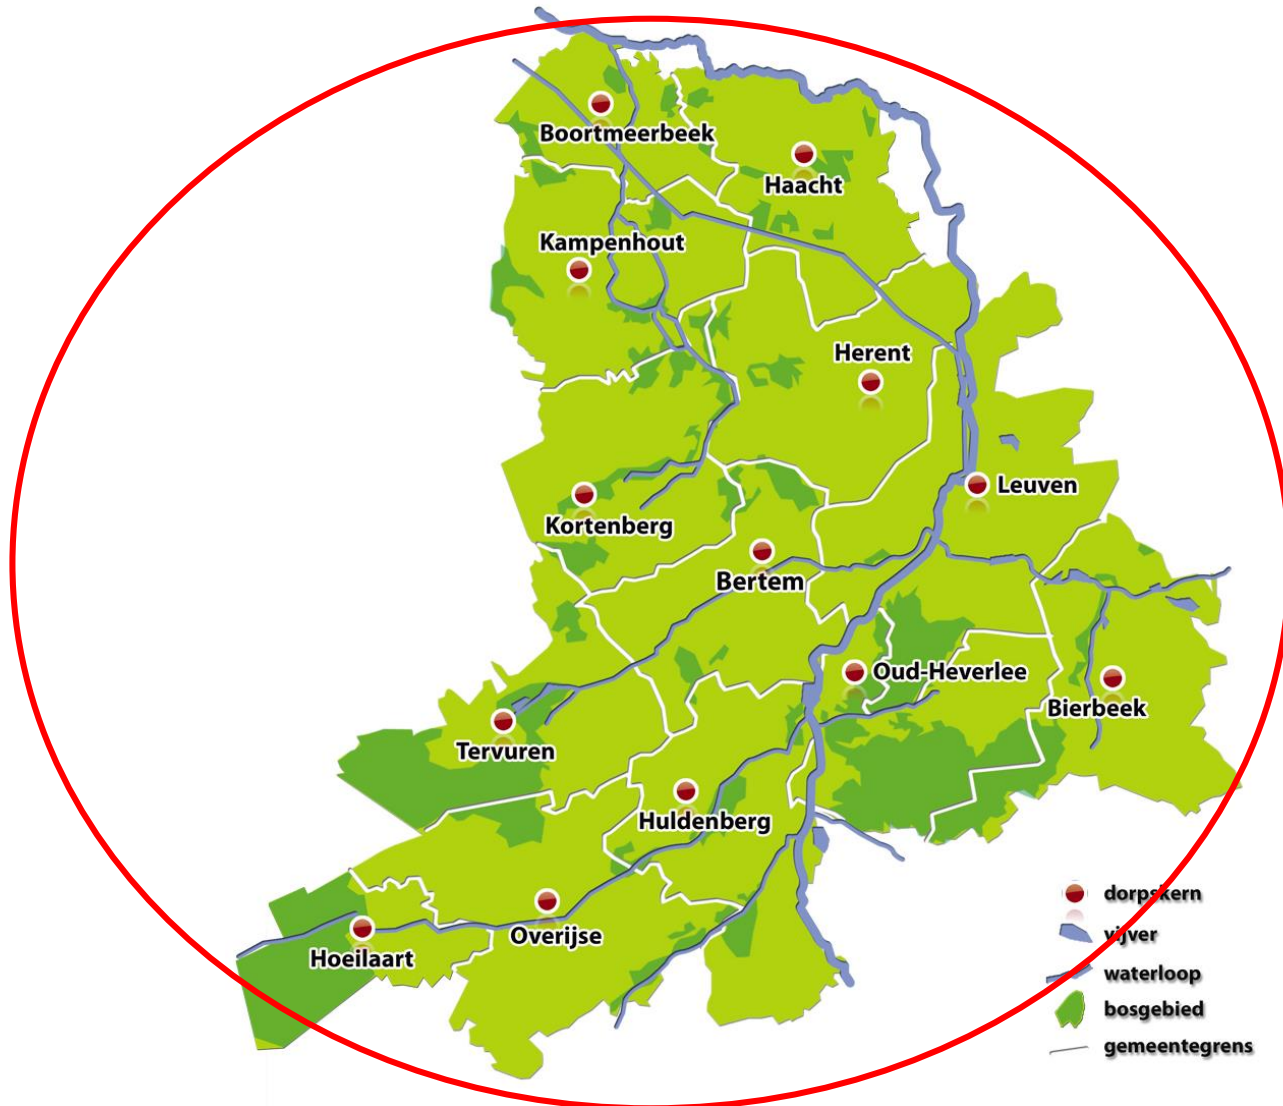 Boortmeerbeek
Haacht
Kampenhout
Herent
Leuven
Kortenberg
Bertem
Oud-Heverlee
Bierbeek
Tervuren
Huldenberg
Overijse
Hoeilaart
dorpskern
vijver
waterloop
bosgebied
gemeentegrens